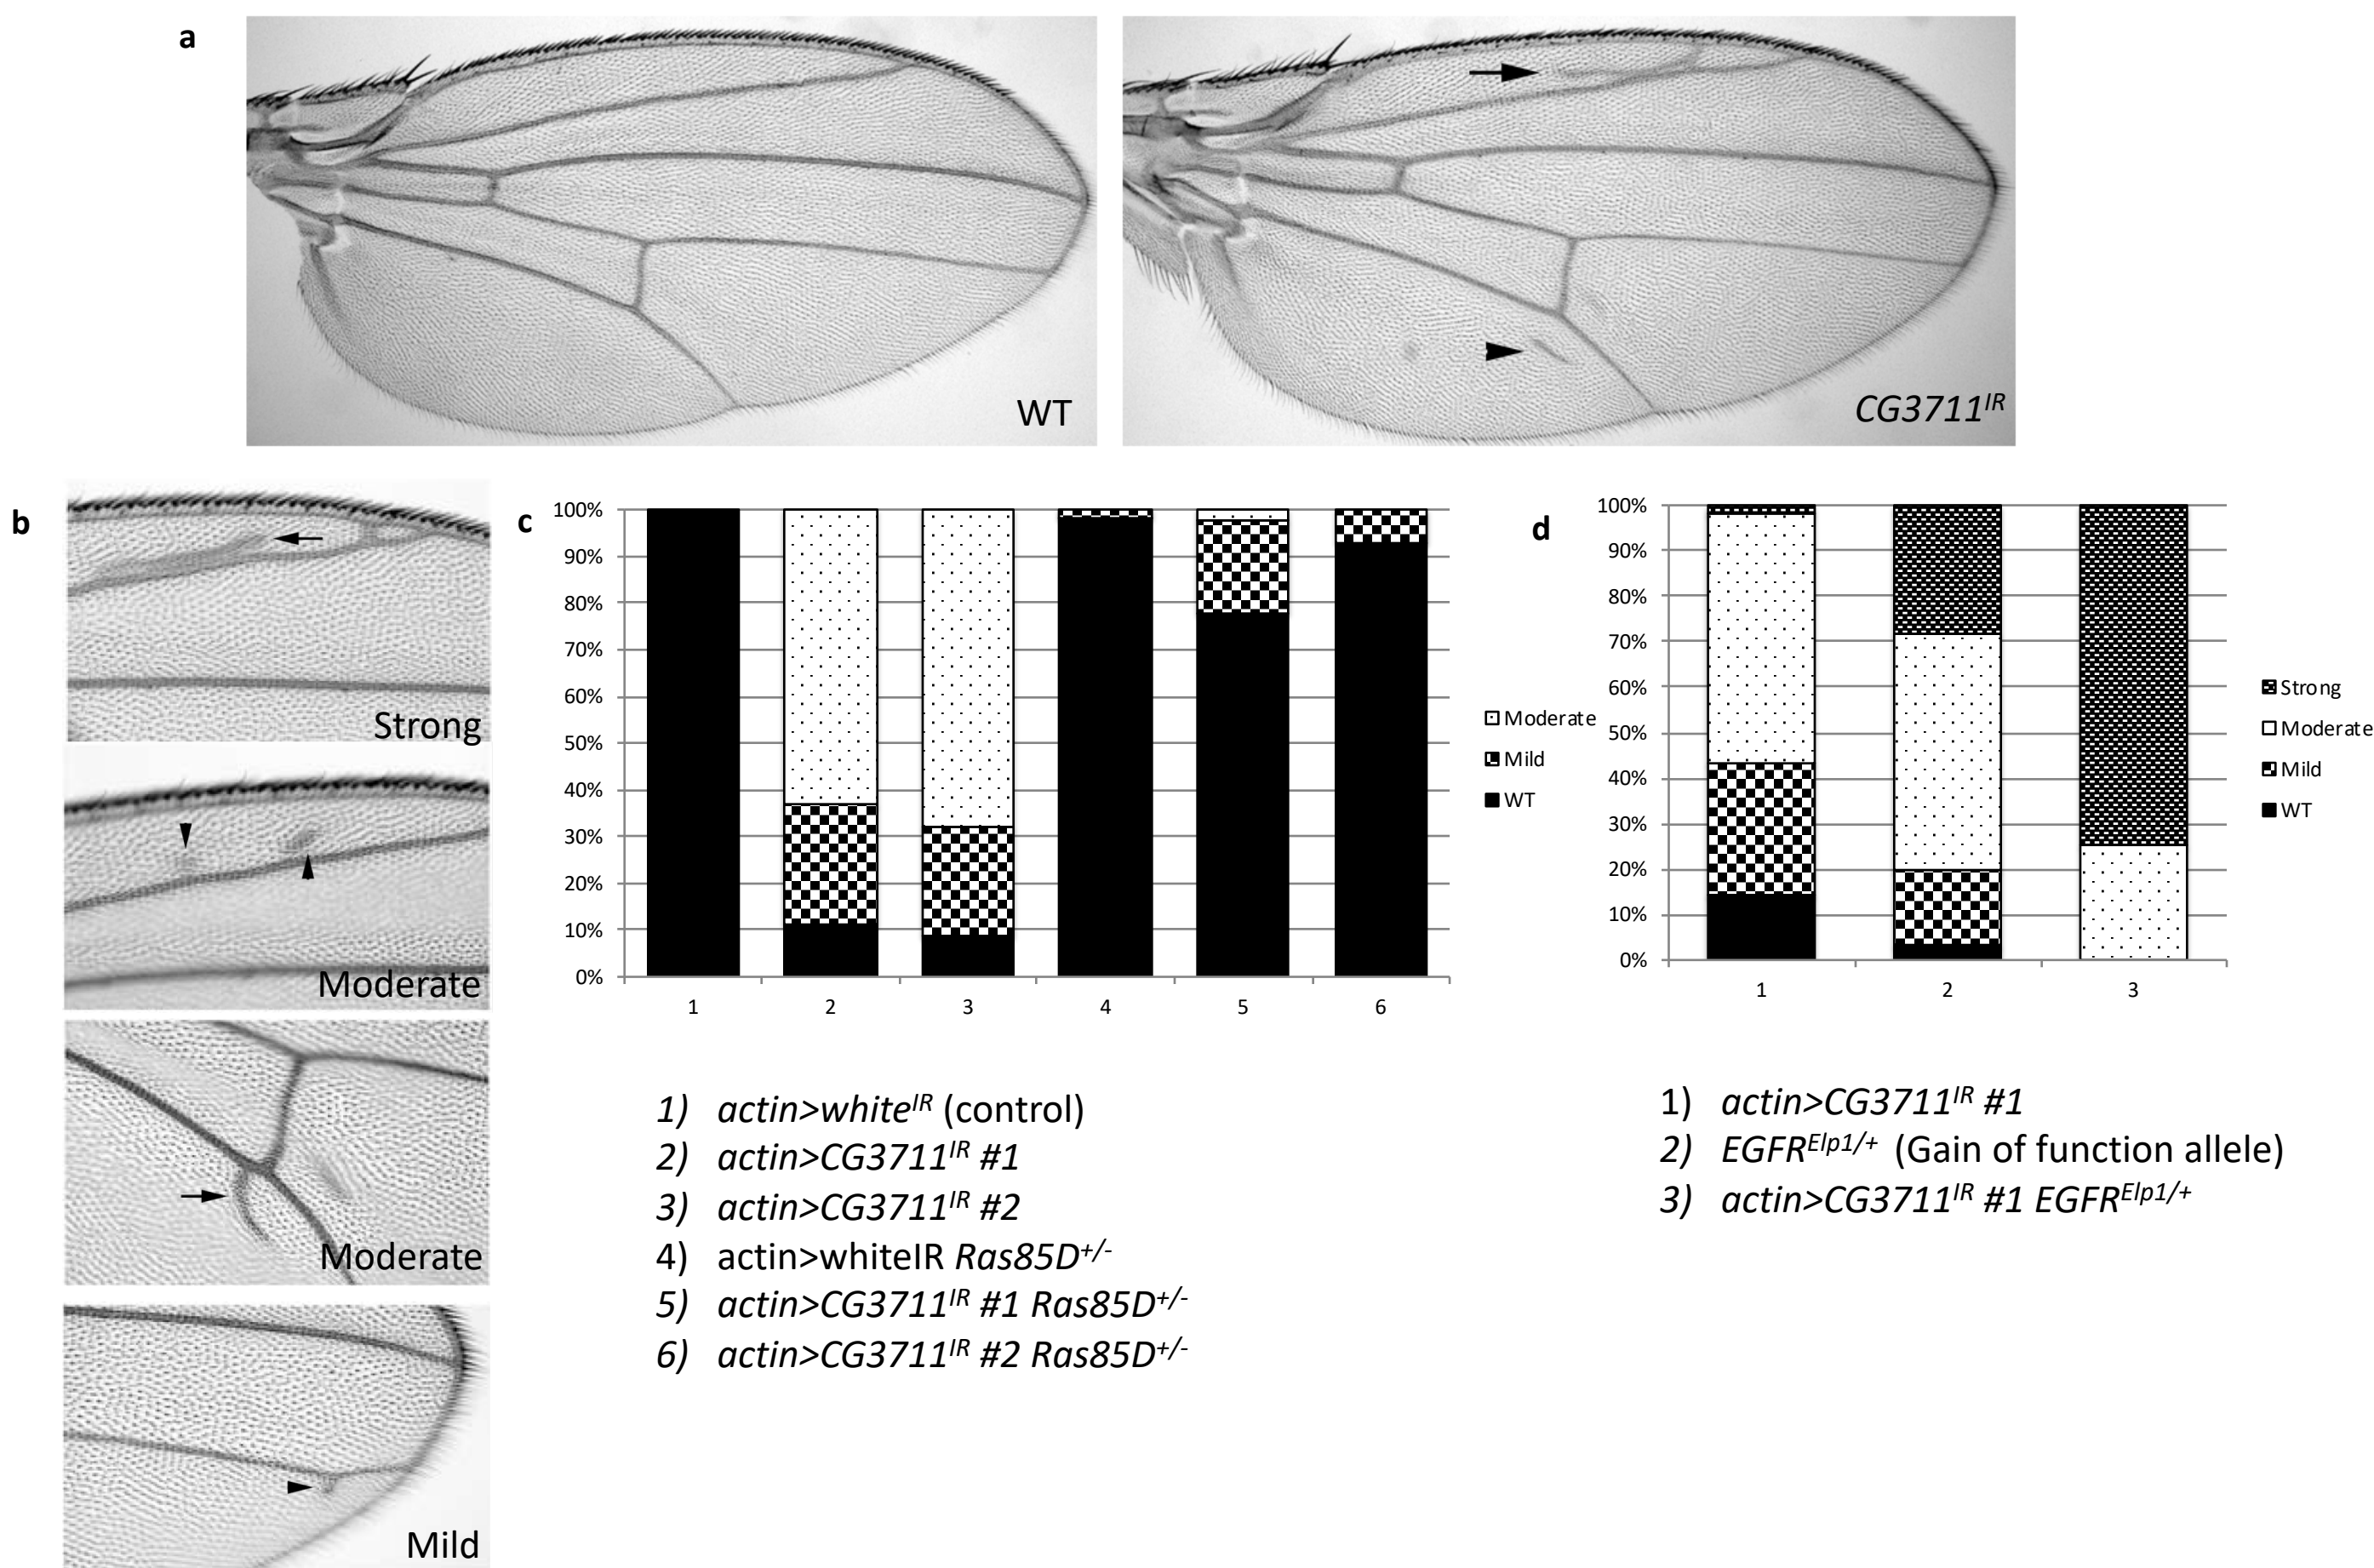 a
WT
CG3711IR
b
Strong
Moderate
Moderate
Mild
c
100%
90%
80%
70%
60%
50%
40%
30%
20%
10%
0%
1 2 3 4 5 6
Moderate
Mild
WT
1) actin>whiteIR (control)
2) actin>CG3711IR #1
3) actin>CG3711IR #2
4) actin>whiteIR Ras85D+/-
5) actin>CG3711IR #1 Ras85D+/-
6) actin>CG3711IR #2 Ras85D+/-
d
100%
90%
80%
70%
60%
50%
40%
30%
20%
10%
0%
1 2 3
Strong
Moderate
Mild
WT
1) actin>CG3711IR #1
2) EGFRElp1/+ (Gain of function allele)
3) actin>CG3711IR #1 EGFRElp1/+